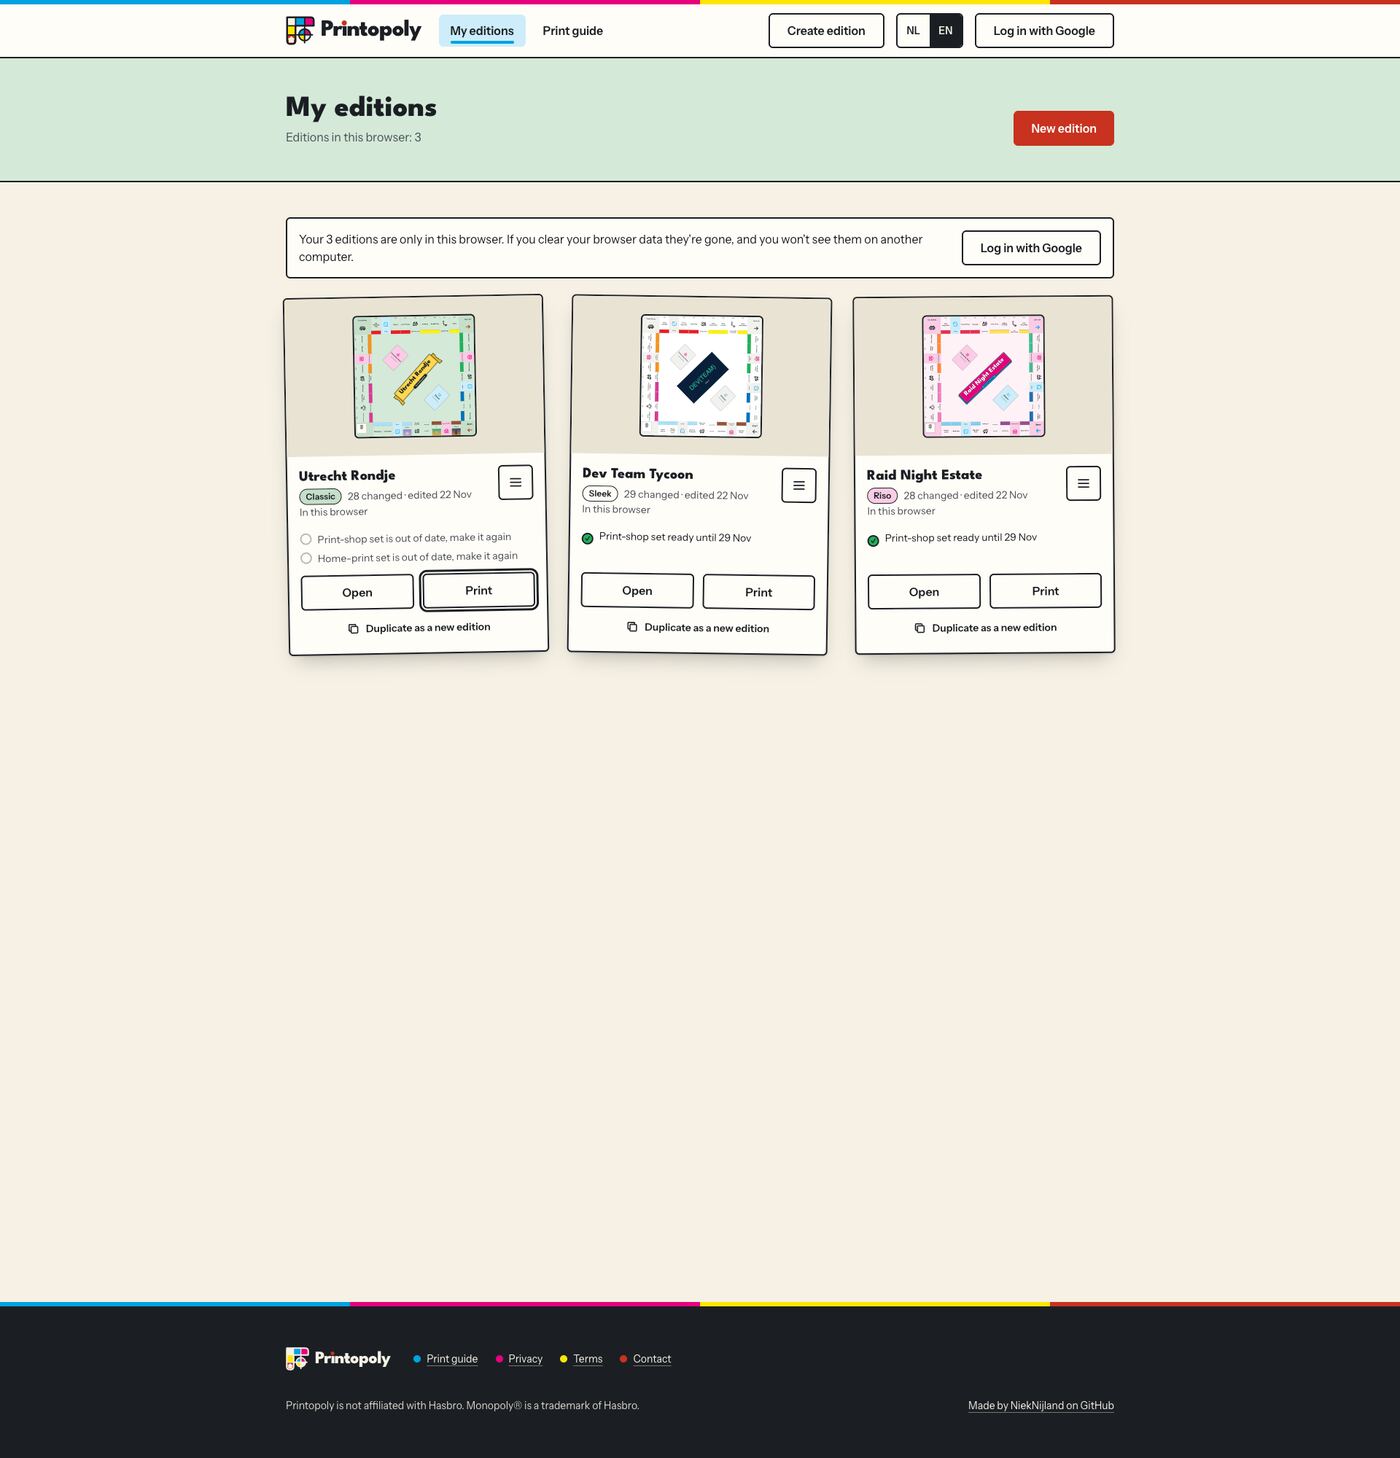 Printopoly
My editions
Print guide
Create edition
NL
EN
Log in with Google
My editions
Editions in this browser: 3
New edition
Your 3 editions are only in this browser. If you clear your browser data they're gone, and you won't see them on another
computer.
Log in with Google
Utrecht Rondje
Utrecht Rondje
Classic
28 changed · edited 22 Nov
In this browser
Print-shop set is out of date, make it again
Home-print set is out of date, make it again
Open
Print
Duplicate as a new edition
DEV(TEAM)
Dev Team Tycoon
Sleek
29 changed · edited 22 Nov
In this browser
Print-shop set ready until 29 Nov
Open
Print
Duplicate as a new edition
Raid Night Estate
Raid Night Estate
Riso
28 changed · edited 22 Nov
In this browser
Print-shop set ready until 29 Nov
Open
Print
Duplicate as a new edition
Printopoly
Print guide
Privacy
Terms
Contact
Printopoly is not affiliated with Hasbro. Monopoly® is a trademark of Hasbro.
Made by NiekNijland on GitHub